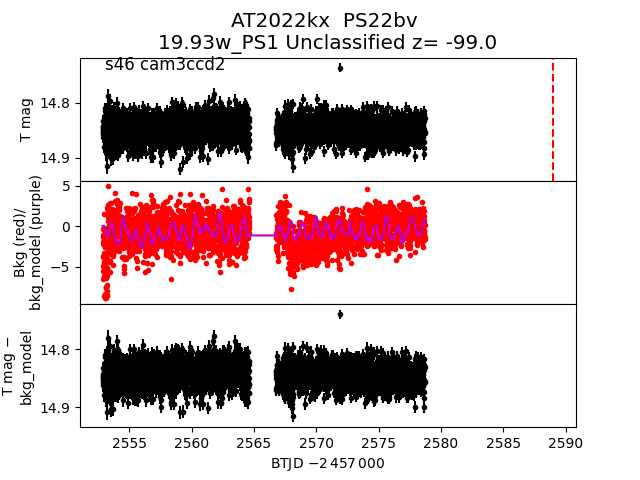 AT2022kx  PS22bv
19.93w_PS1 Unclassified z= -99.0
s46 cam3ccd2
T mag
14.8
14.9
Bkg (red)/
bkg_model (purple)
5
0
−5
T mag −
bkg_model
14.8
14.9
2555 2560 2565 2570 2575 2580 2585 2590
BTJD −2 457 000